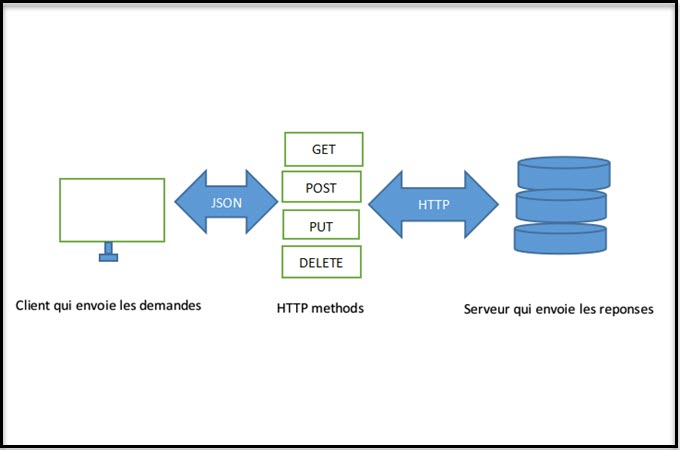 GET
POST
PUT
DELETE
JSON
HTTP
Client qui envoie les demandes
HTTP methods
Serveur qui envoie les reponses